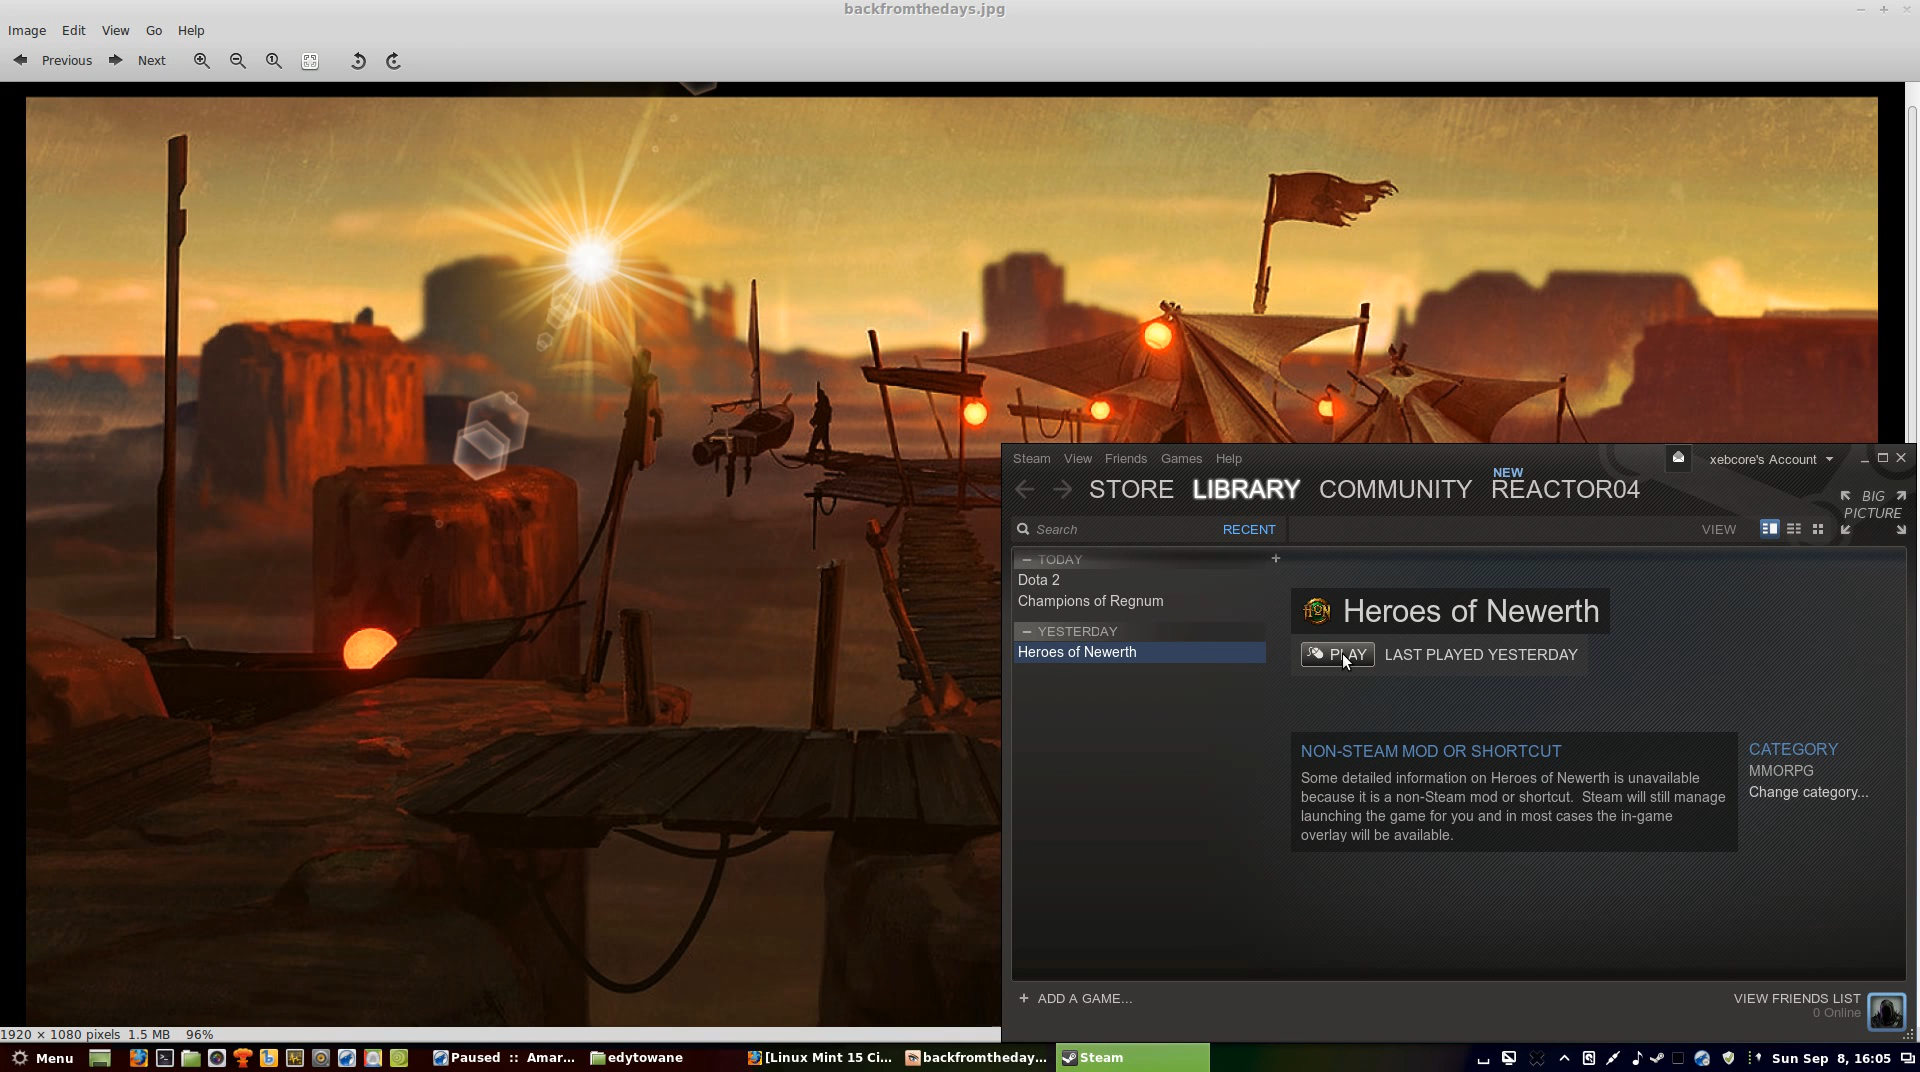 backfromthedays.jpg
Image Edit View Go Help
Previous Next
Steam View Friends Games Help
xebcore's Account
NEW
STORE LIBRARY COMMUNITY REACTOR04
BIG PICTURE
Search RECENT
VIEW
TODAY
Dota 2
Champions of Regnum
YESTERDAY
Heroes of Newerth
Heroes of Newerth
PLAY LAST PLAYED YESTERDAY
NON-STEAM MOD OR SHORTCUT
Some detailed information on Heroes of Newerth is unavailable
because it is a non-Steam mod or shortcut. Steam will still manage
launching the game for you and in most cases the in-game
overlay will be available.
CATEGORY
MMORPG
Change category...
+ ADD A GAME...
VIEW FRIENDS LIST
0 Online
1920 × 1080 pixels 1.5 MB 96%
Menu
Paused :: Amar...
edytowane
[Linux Mint 15 Ci...
backfromtheday...
Steam
Sun Sep 8, 16:05